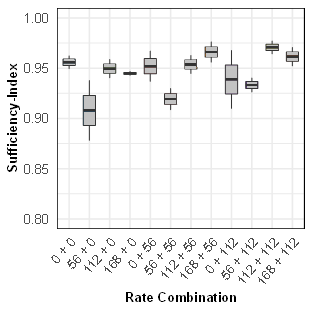 1.00
0.95
0.90
0.85
0.80
Sufficiency-Index
0 + 0
56 + 0
112 + 0
168 + 0
0 + 56
56 + 56
112 + 56
168 + 56
0 + 112
56 + 112
112 + 112
168 + 112
Rate Combination